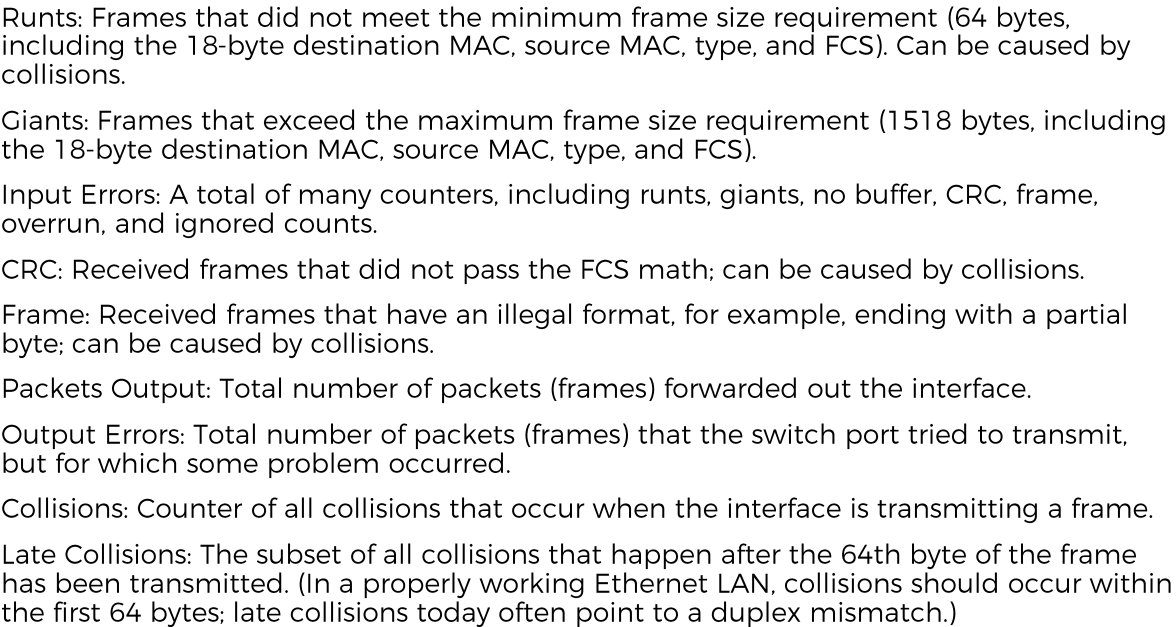 Runts: Frames that did not meet the minimum frame size requirement (64 bytes,
including the 18-byte destination MAC, source MAC, type, and FCS). Can be caused by
collisions.
Giants: Frames that exceed the maximum frame size requirement (1518 bytes, including
the 18-byte destination MAC, source MAC, type, and FCS).
Input Errors: A total of many counters, including runts, giants, no buffer, CRC, frame,
overrun, and ignored counts.
CRC: Received frames that did not pass the FCS math; can be caused by collisions.
Frame: Received frames that have an illegal format, for example, ending with a partial
byte; can be caused by collisions.
Packets Output: Total number of packets (frames) forwarded out the interface.
Output Errors: Total number of packets (frames) that the switch port tried to transmit,
but for which some problem occurred.
Collisions: Counter of all collisions that occur when the interface is transmitting a frame.
Late Collisions: The subset of all collisions that happen after the 64th byte of the frame
has been transmitted. (In a properly working Ethernet LAN, collisions should occur within
the first 64 bytes; late collisions today often point to a duplex mismatch.)